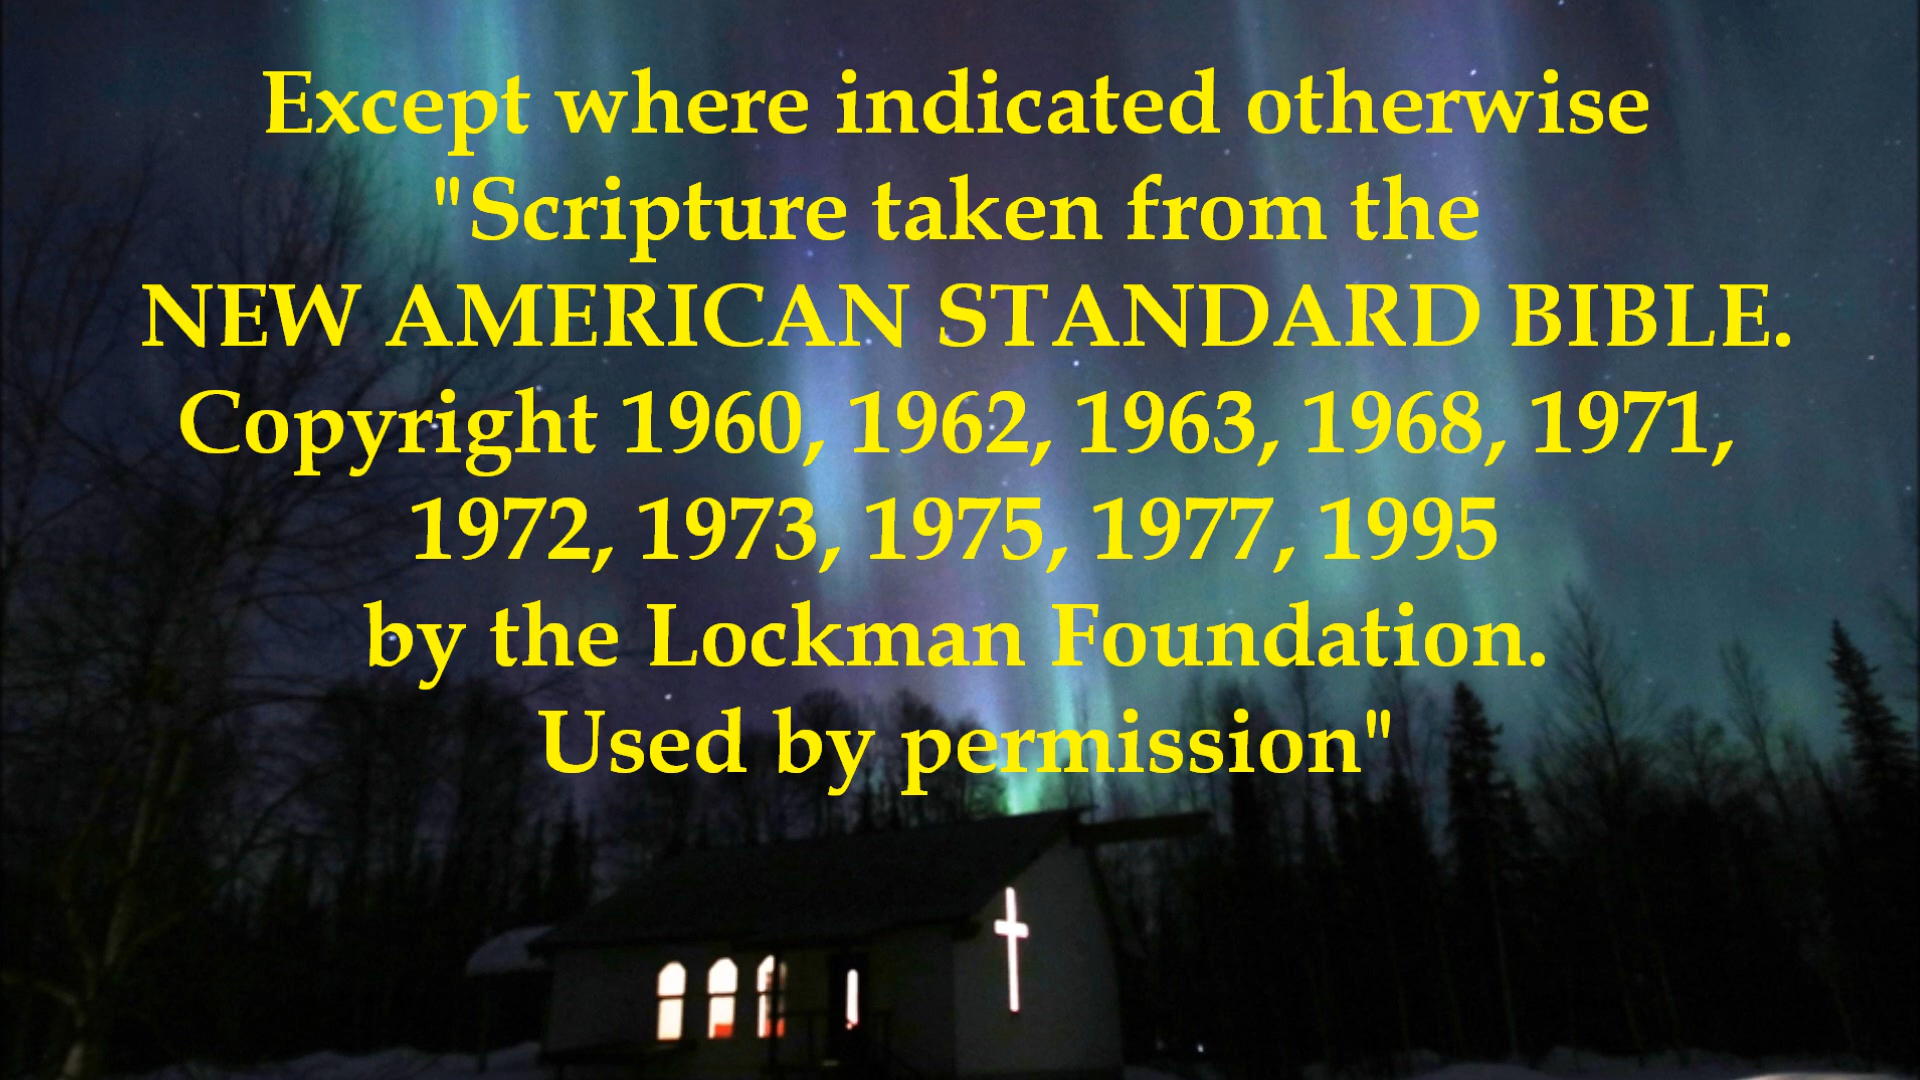 Except where indicated otherwise
"Scripture taken from the
NEW AMERICAN STANDARD BIBLE.
Copyright 1960, 1962, 1963, 1968, 1971,
1972, 1973, 1975, 1977, 1995
by the Lockman Foundation.
Used by permission"